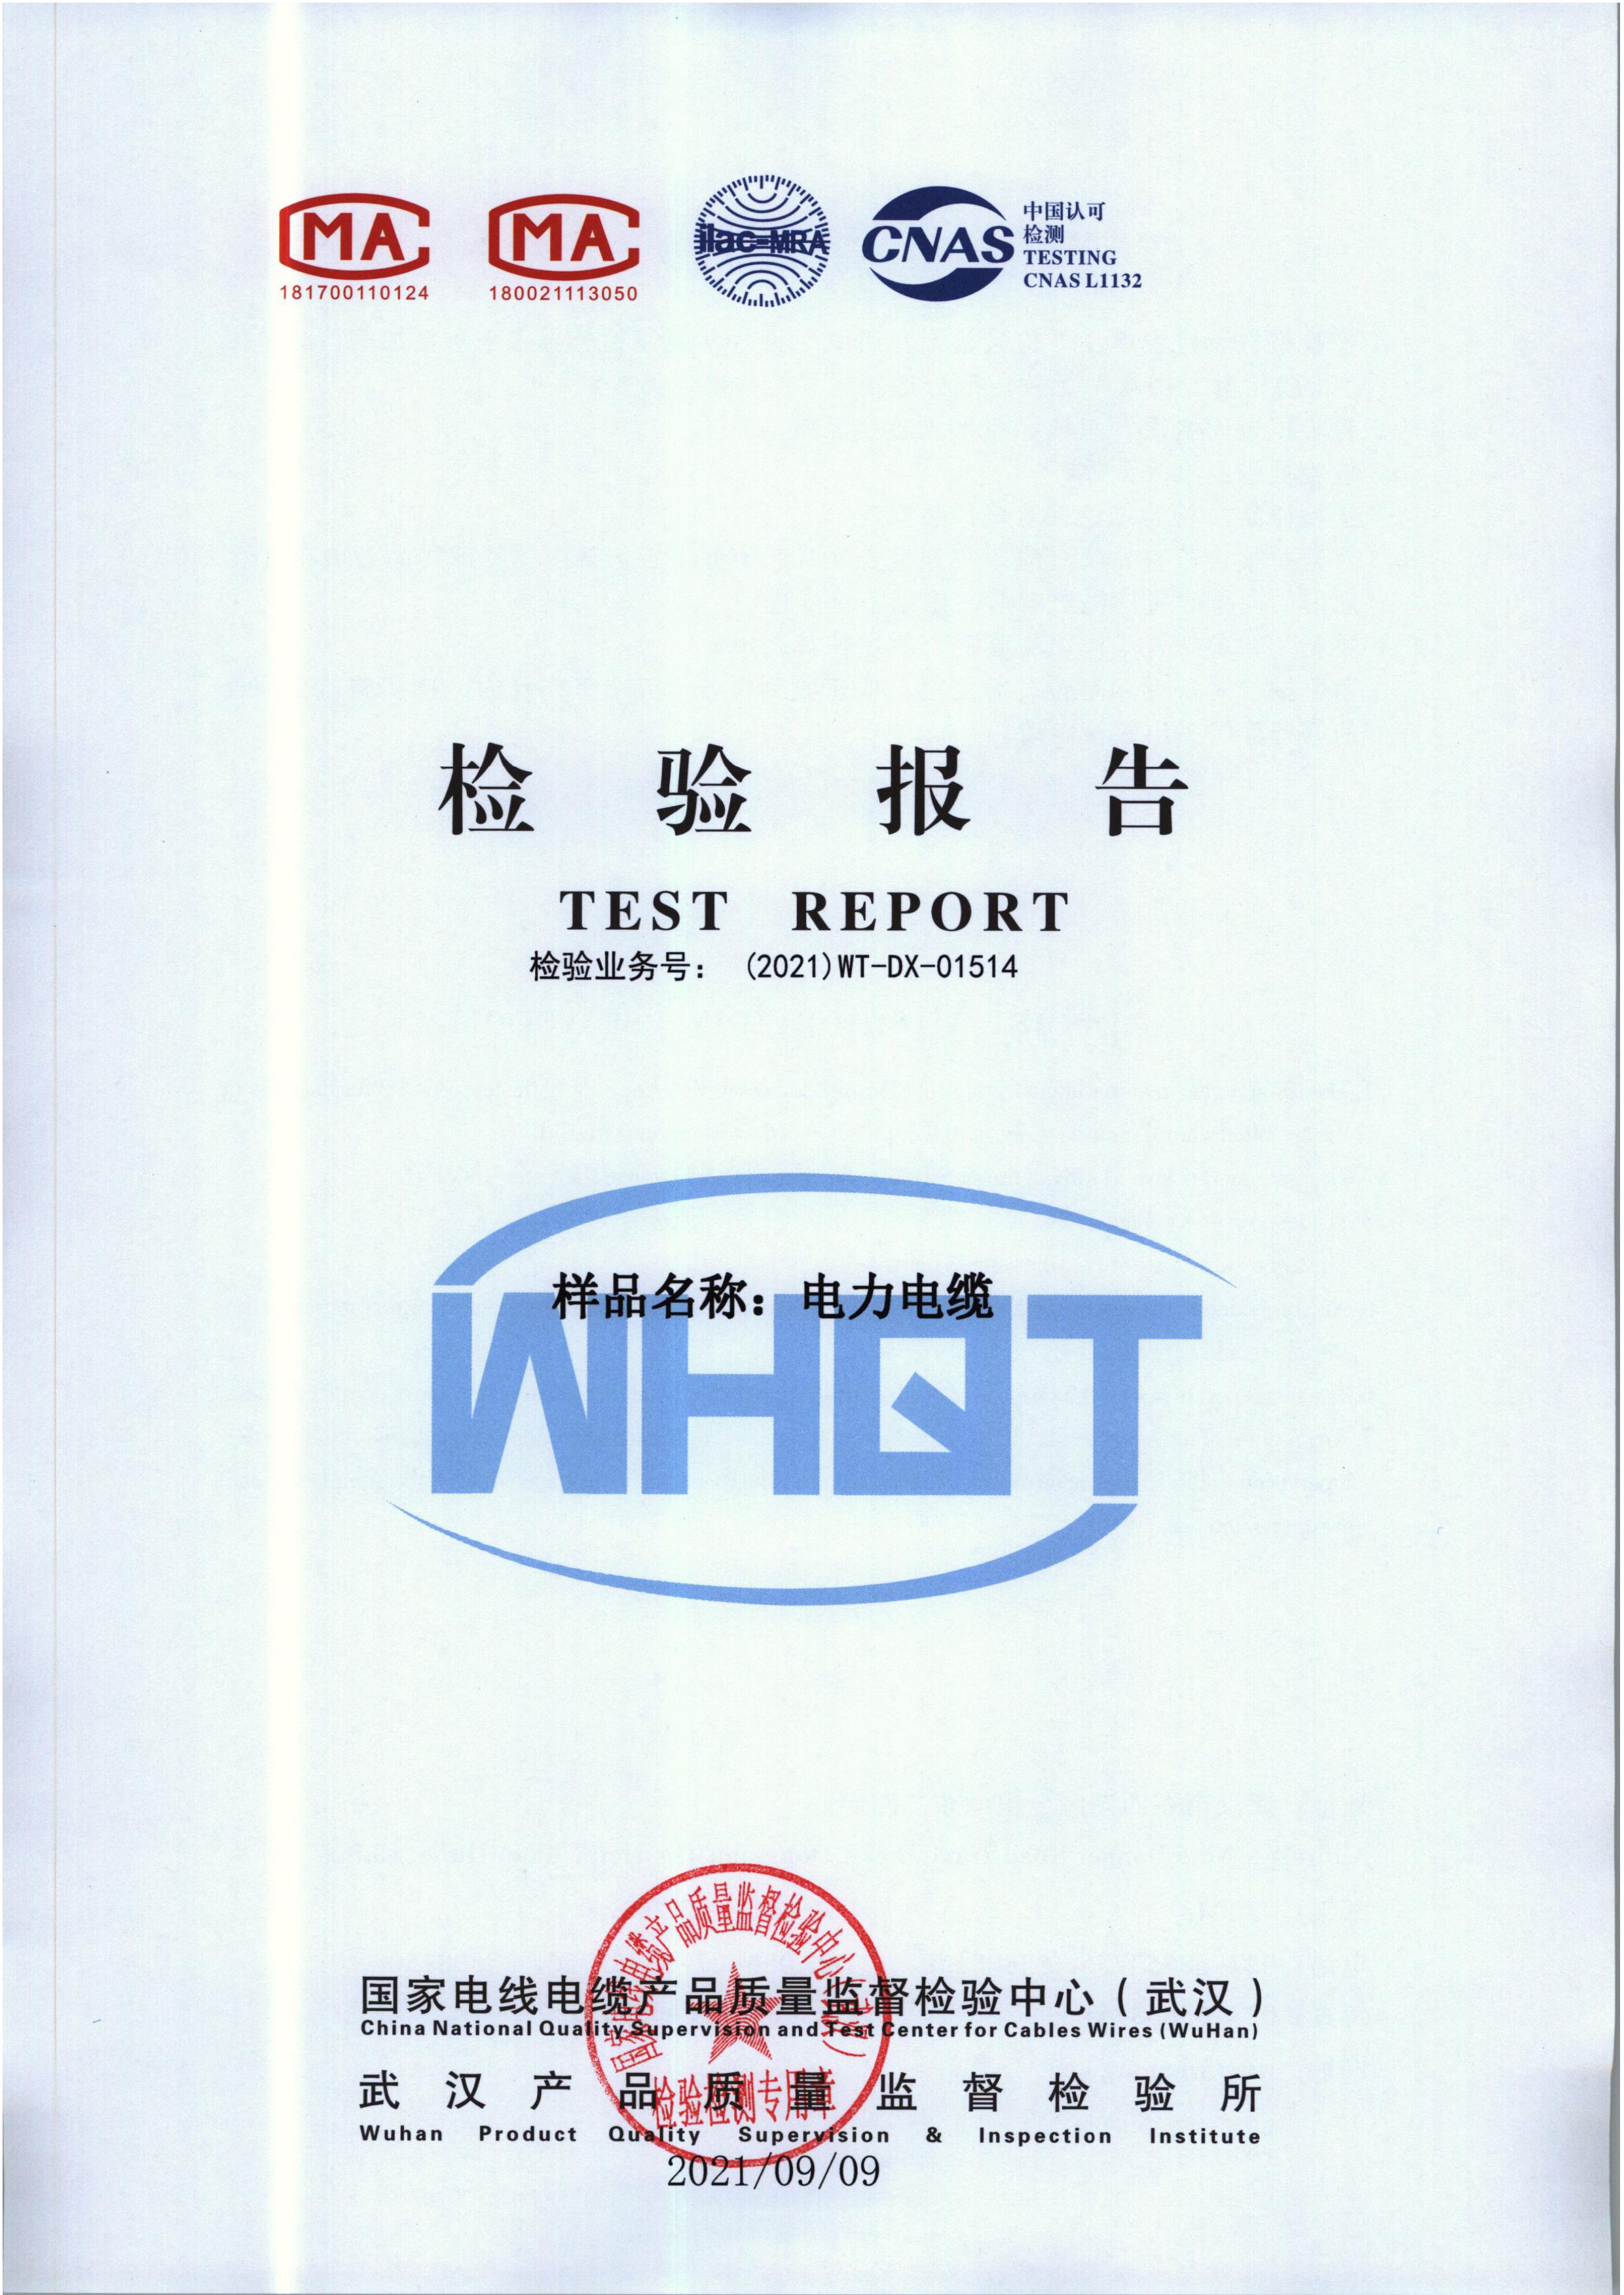 MA
181700110124
MA
180021113050
ilac-MRA
CNAS
中国认可
检测
TESTING
CNAS L1132
检验报告
TEST REPORT
检验业务号： (2021)WT-DX-01514
样品名称：电力电缆
WHQT
国家电线电缆产品质量监督检验中心（武汉）
China National Quality Supervision and Test Center for Cables Wires (WuHan)
武汉产品质量监督检验所
Wuhan Product Quality Supervision & Inspection Institute
2021/09/09
国家电线电缆产品质量监督检验中心（武汉）
检验检测专用章